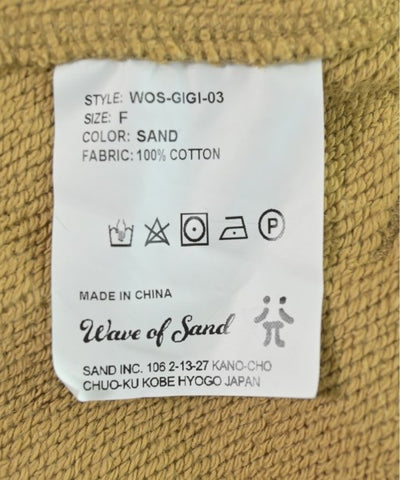 STYLE: WOS-GIGI-03
SIZE: F
COLOR: SAND
FABRIC: 100% COTTON
P
MADE IN CHINA
Wave of Sand
SAND INC. 106 2-13-27 KANO-CHO
CHUO-KU KOBE HYOGO JAPAN